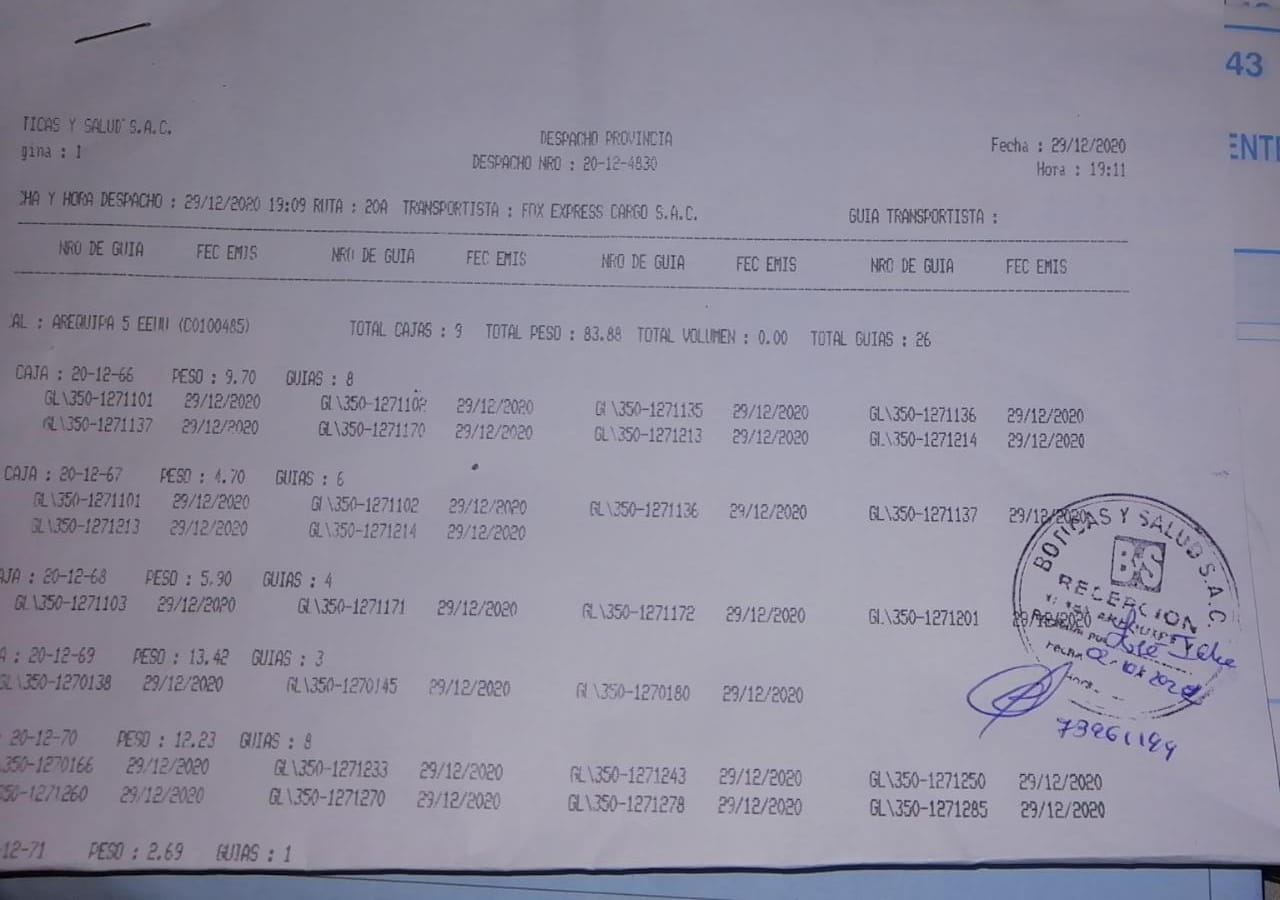 43
ENT
TICAS Y SALUD S.A.C.
DESPACHO PROVINCIA
Fecha : 29/12/2020
gina : 1
DESPACHO NRO : 20-12-4830
Hora : 19:11
CHA Y HORA DESPACHO : 29/12/2020 19:09 RUTA : 20A TRANSPORTISTA : FDX EXPRESS CARGO S.A.C. GUIA TRANSPORTISTA :
NRO DE GUIA FEC EMIS NRO DE GUIA FEC EMIS NRO DE GUIA FEC EMIS NRO DE GUIA FEC EMIS
CAL : AREQUIPA 5 EEUU (C0100485) TOTAL CAJAS : 9 TOTAL PESO : 83.88 TOTAL VOLUMEN : 0.00 TOTAL GUIAS : 26
CAJA : 20-12-66 PESO : 9.70 GUIAS : 8
GL\350-1271101 29/12/2020 GL\350-1271102 29/12/2020 GL\350-1271135 29/12/2020 GL\350-1271136 29/12/2020
GL\350-1271137 29/12/2020 GL\350-1271170 29/12/2020 GL\350-1271213 29/12/2020 GL\350-1271214 29/12/2020
CAJA : 20-12-67 PESO : 4.70 GUIAS : 6
GL\350-1271101 29/12/2020 GL\350-1271102 29/12/2020 GL\350-1271136 29/12/2020 GL\350-1271137 29/12/2020
GL\350-1271213 29/12/2020 GL\350-1271214 29/12/2020
AJA : 20-12-68 PESO : 5.90 GUIAS : 4
GL\350-1271103 29/12/2020 GL\350-1271171 29/12/2020 GL\350-1271172 29/12/2020 GL\350-1271201 29/12/2020
A : 20-12-69 PESO : 13.42 GUIAS : 3
GL\350-1270138 29/12/2020 GL\350-1270145 29/12/2020 GL\350-1270180 29/12/2020
: 20-12-70 PESO : 12.23 GUIAS : 8
\350-1270166 29/12/2020 GL\350-1271233 29/12/2020 GL\350-1271243 29/12/2020 GL\350-1271250 29/12/2020
350-1271260 29/12/2020 GL\350-1271270 29/12/2020 GL\350-1271278 29/12/2020 GL\350-1271285 29/12/2020
-12-71 PESO : 2.69 GUIAS : 1
BOTICAS Y SALUD S.A.C.
BS
RECEPCION
José
FECHA
HORA